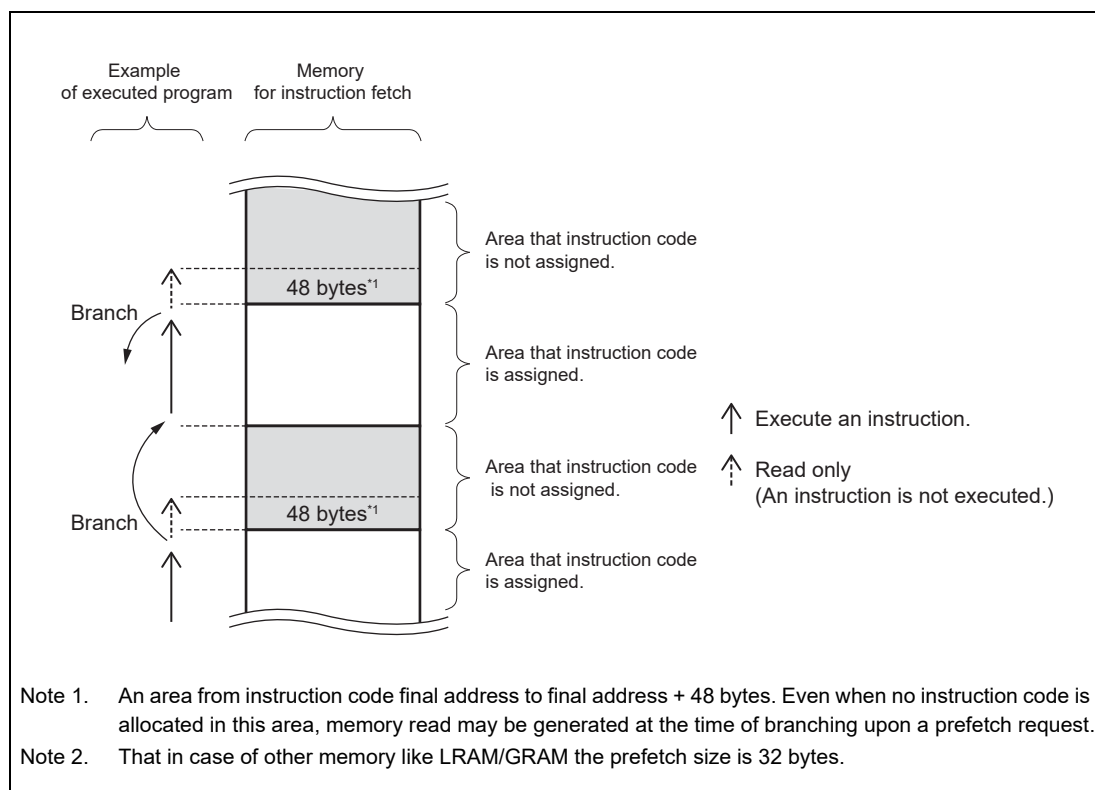 Example
of executed program
Memory
for instruction fetch
Area that instruction code
is not assigned.
48 bytes*1
Branch
Area that instruction code
is assigned.
Execute an instruction.
Area that instruction code
is not assigned.
Read only
(An instruction is not executed.)
48 bytes*1
Branch
Area that instruction code
is assigned.
Note 1. An area from instruction code final address to final address + 48 bytes. Even when no instruction code is
allocated in this area, memory read may be generated at the time of branching upon a prefetch request.
Note 2. That in case of other memory like LRAM/GRAM the prefetch size is 32 bytes.